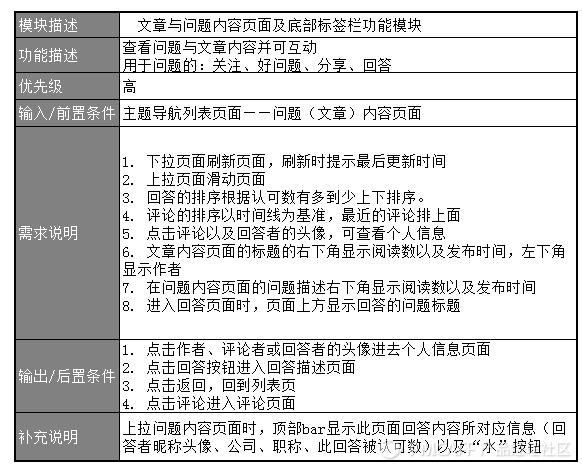 模块描述 文章与问题内容页面及底部标签栏功能模块
功能描述 查看问题与文章内容并可互动
用于问题的：关注、好问题、分享、回答
优先级 高
输入/前置条件 主题导航列表页面——问题（文章）内容页面
需求说明
1. 下拉页面刷新页面，刷新时提示最后更新时间
2. 上拉页面滑动页面
3. 回答的排序根据认可数有多到少上下排序。
4. 评论的排序以时间线为基准，最近的评论排上面
5. 点击评论以及回答者的头像，可查看个人信息
6. 文章内容页面的标题的右下角显示阅读数以及发布时间，左下角
显示作者
7. 在问题内容页面的问题描述右下角显示阅读数以及发布时间
8. 进入回答页面时，页面上方显示回答的问题标题
输出/后置条件
1. 点击作者、评论者或回答者的头像进去个人信息页面
2. 点击回答按钮进入回答描述页面
3. 点击返回，回到列表页
4. 点击评论进入评论页面
补充说明 上拉问题内容页面时，顶部bar显示此页面回答内容所对应信息（回
答者昵称头像、公司、职称、此回答被认可数）以及“水”按钮